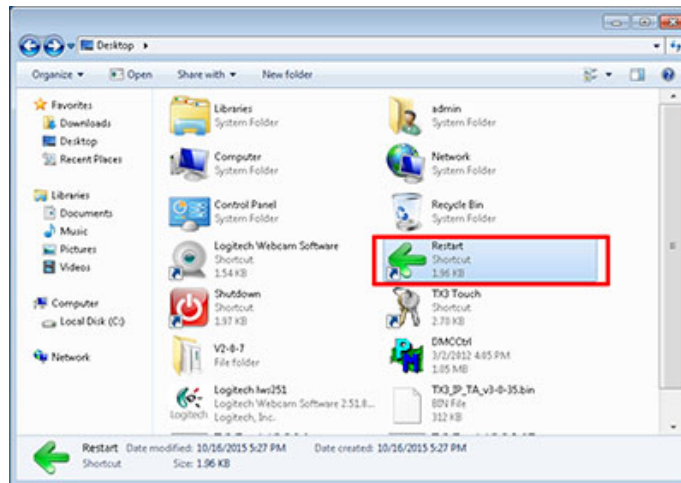 Desktop
Organize Open Share with New folder
Favorites
Downloads
Desktop
Recent Places
Libraries
Documents
Music
Pictures
Videos
Computer
Local Disk (C:)
Network
Libraries
System Folder
admin
System Folder
Computer
System Folder
Network
System Folder
Control Panel
System Folder
Recycle Bin
System Folder
Logitech Webcam Software
Shortcut
1.54 KB
Restart
Shortcut
1.96 KB
Shutdown
Shortcut
1.97 KB
TX3 Touch
Shortcut
2.70 KB
V2-8-7
File folder
DMCCtrl
3/2/2012 4:05 PM
1.05 MB
Logitech
Logitech lws251
Logitech Webcam Software 2.51.8...
Logitech, Inc.
TX3_IP_TA_v3-0-35.bin
BIN File
312 KB
Restart Date modified: 10/16/2015 5:27 PM Date created: 10/16/2015 5:27 PM
Shortcut Size: 1.96 KB